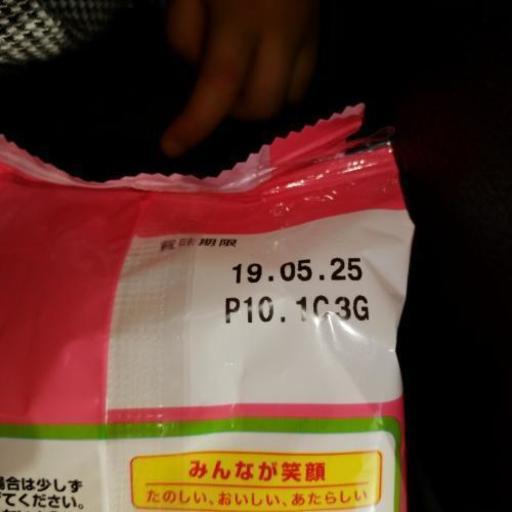 賞味期限
19.05.25
P10.1C3G
場合は少しず
てください。
みんなが笑顔
たのしい、おいしい、あたらしい